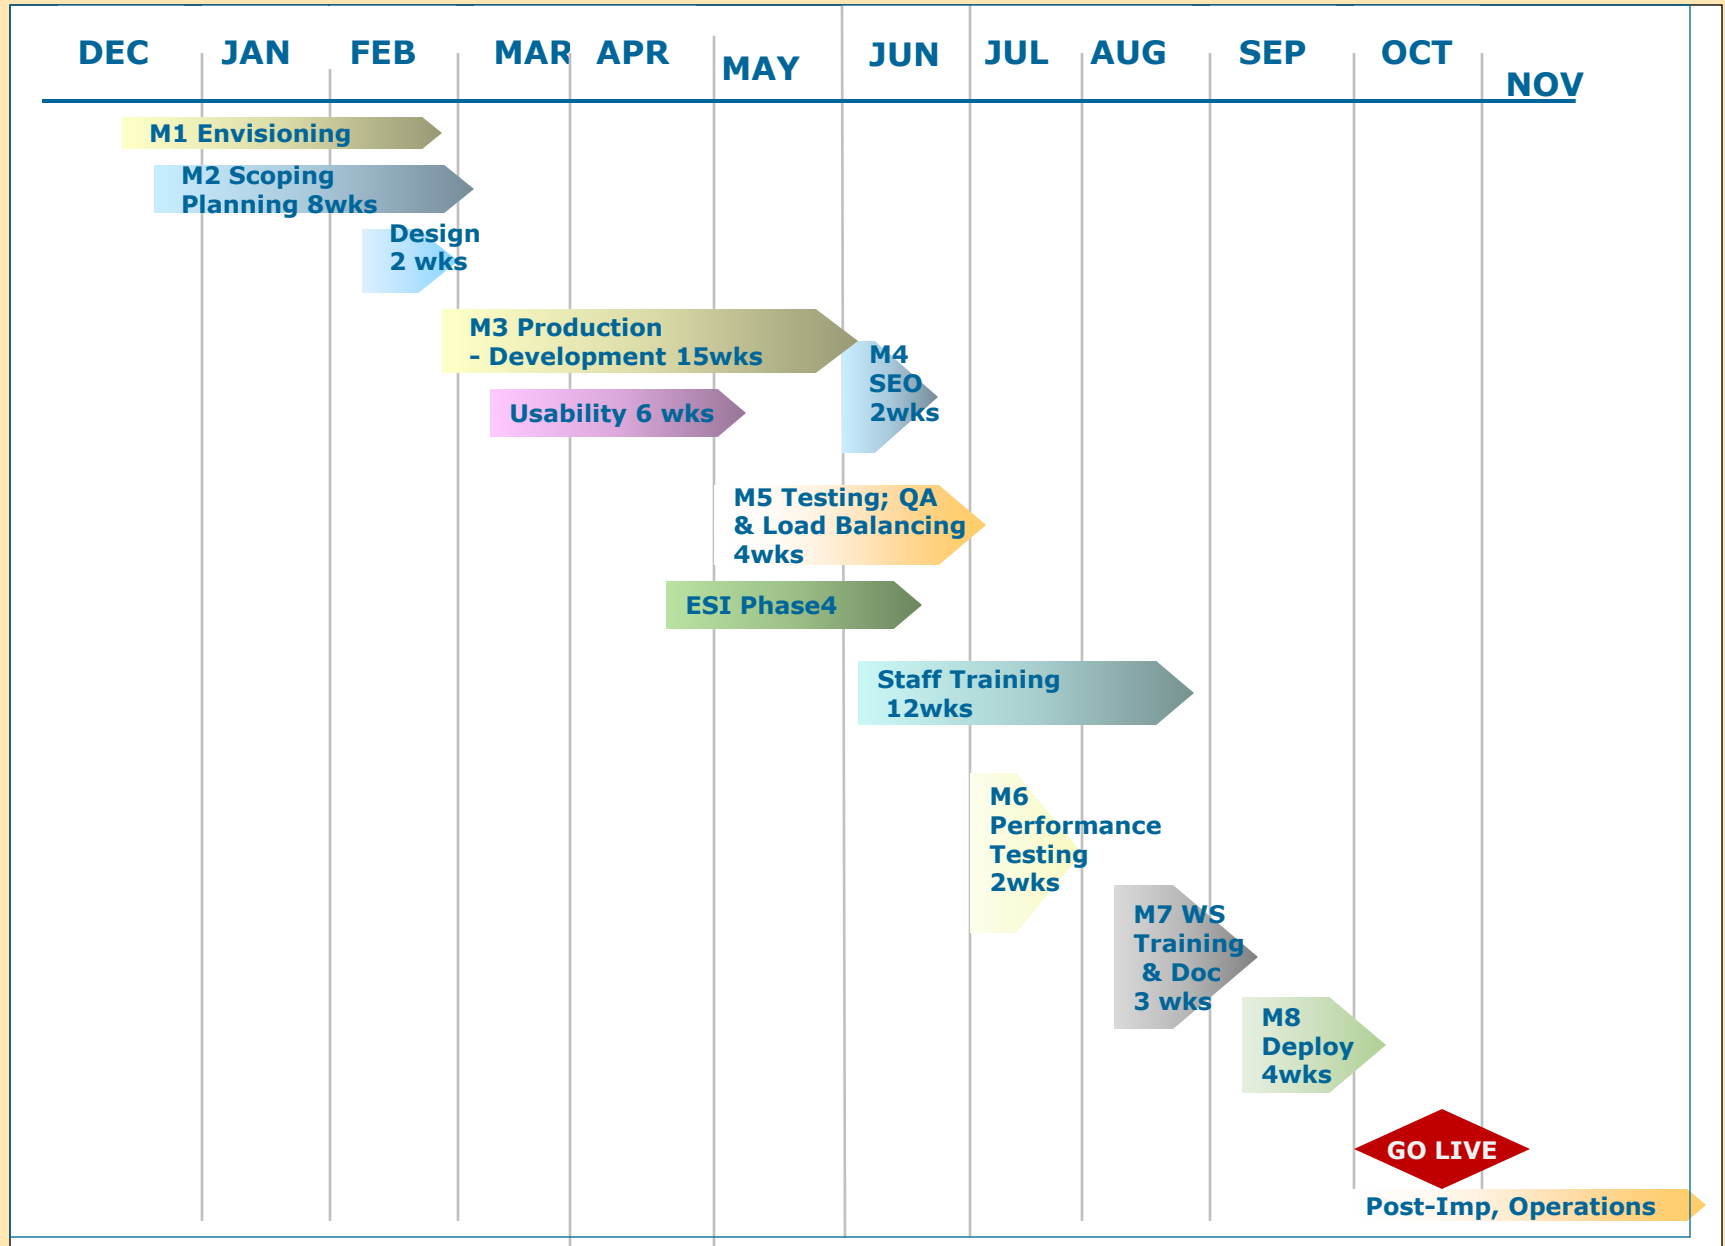 DEC JAN FEB MAR APR MAY JUN JUL AUG SEP OCT NOV
M1 Envisioning
M2 Scoping
Planning 8wks
Design
2 wks
M3 Production
- Development 15wks
M4
SEO
2wks
Usability 6 wks
M5 Testing; QA
& Load Balancing
4wks
ESI Phase4
Staff Training
12wks
M6
Performance
Testing
2wks
M7 WS
Training
& Doc
3 wks
M8
Deploy
4wks
GO LIVE
Post-Imp, Operations